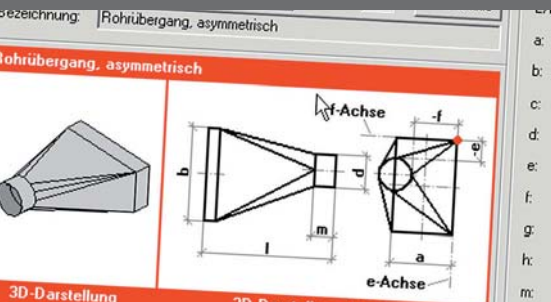 Bezeichnung: Rohrübergang, asymmetrisch
Rohrübergang, asymmetrisch
f-Achse
-f
-e
b
d
m
l
a
e-Achse
3D-Darstellung
a:
b:
c:
d:
e:
f:
g:
h:
m: